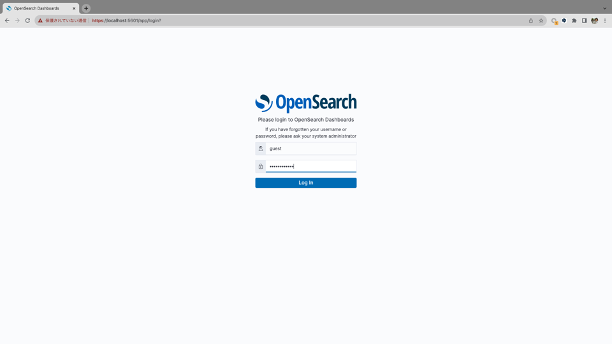 OpenSearch Dashboards
保護されていない通信
https://localhost:5601/app/login?
OpenSearch
Please login to OpenSearch Dashboards
If you have forgotten your username or
password, please ask your system administrator
guest
Log In